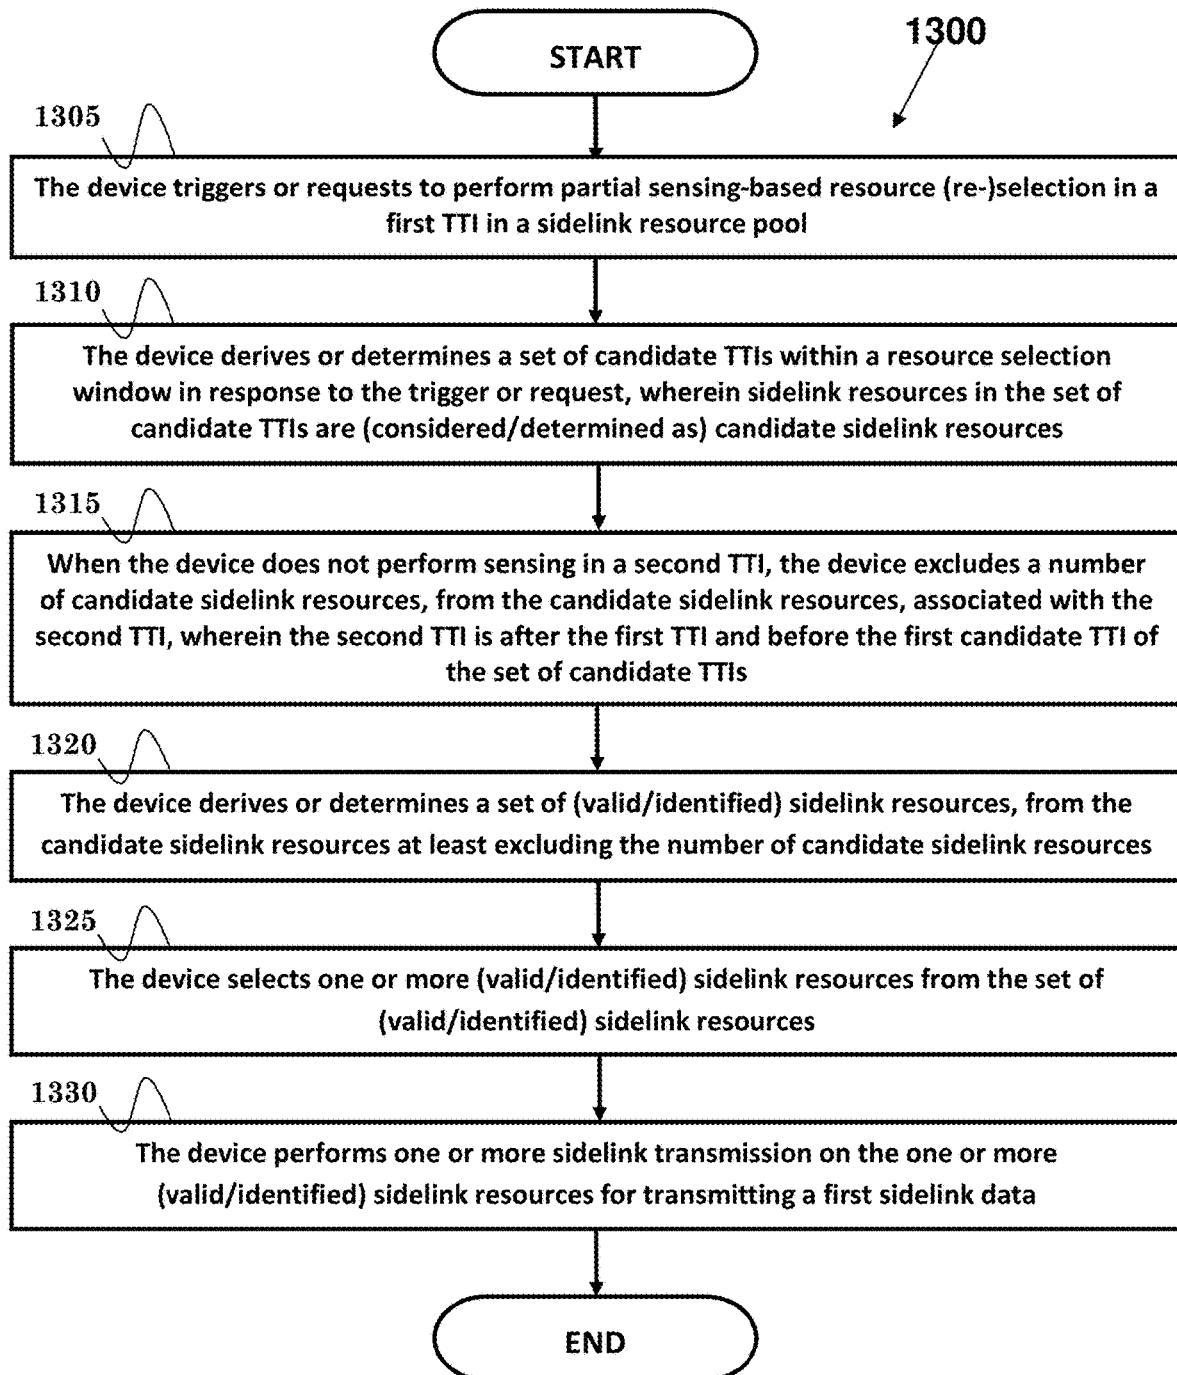 START
1300
1305
The device triggers or requests to perform partial sensing-based resource (re-)selection in a
first TTI in a sidelink resource pool
1310
The device derives or determines a set of candidate TTIs within a resource selection
window in response to the trigger or request, wherein sidelink resources in the set of
candidate TTIs are (considered/determined as) candidate sidelink resources
1315
When the device does not perform sensing in a second TTI, the device excludes a number
of candidate sidelink resources, from the candidate sidelink resources, associated with the
second TTI, wherein the second TTI is after the first TTI and before the first candidate TTI of
the set of candidate TTIs
1320
The device derives or determines a set of (valid/identified) sidelink resources, from the
candidate sidelink resources at least excluding the number of candidate sidelink resources
1325
The device selects one or more (valid/identified) sidelink resources from the set of
(valid/identified) sidelink resources
1330
The device performs one or more sidelink transmission on the one or more
(valid/identified) sidelink resources for transmitting a first sidelink data
END